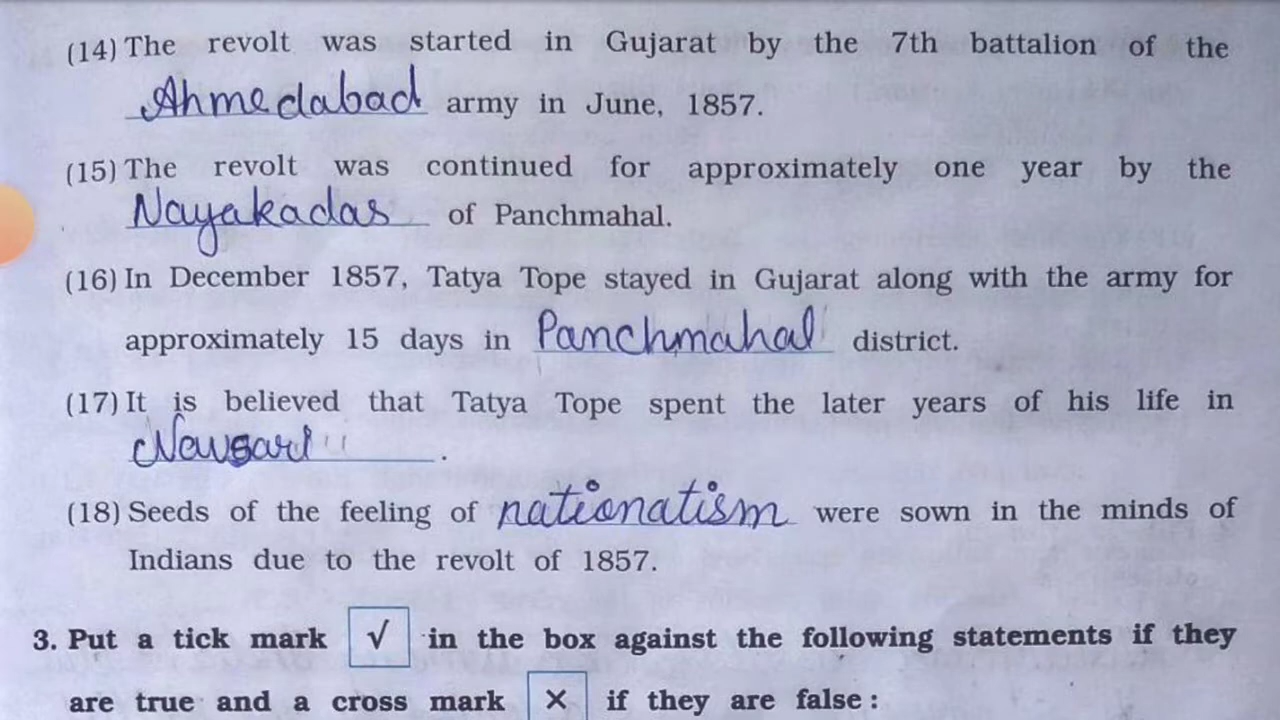 (14) The revolt was started in Gujarat by the 7th battalion of the
Ahmedabad army in June, 1857.
(15) The revolt was continued for approximately one year by the
Nayakadas of Panchmahal.
(16) In December 1857, Tatya Tope stayed in Gujarat along with the army for
approximately 15 days in Panchmahal district.
(17) It is believed that Tatya Tope spent the later years of his life in
Navsari.
(18) Seeds of the feeling of nationatism were sown in the minds of
Indians due to the revolt of 1857.
3. Put a tick mark √ in the box against the following statements if they
are true and a cross mark × if they are false :